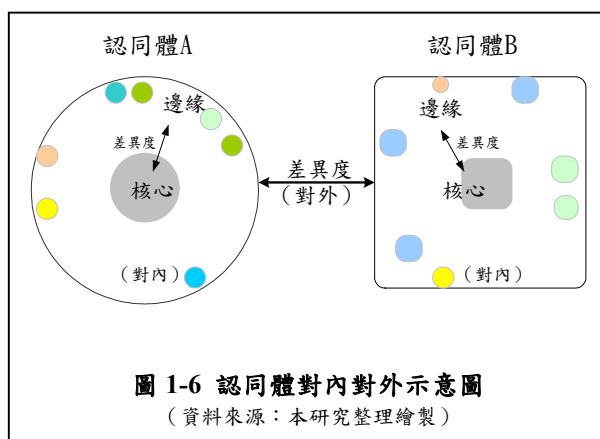 認同體A
認同體B
邊緣
差異度
核心
(對內)
差異度
(對外)
邊緣
差異度
核心
(對內)
圖 1-6 認同體對內對外示意圖
(資料來源：本研究整理繪製)